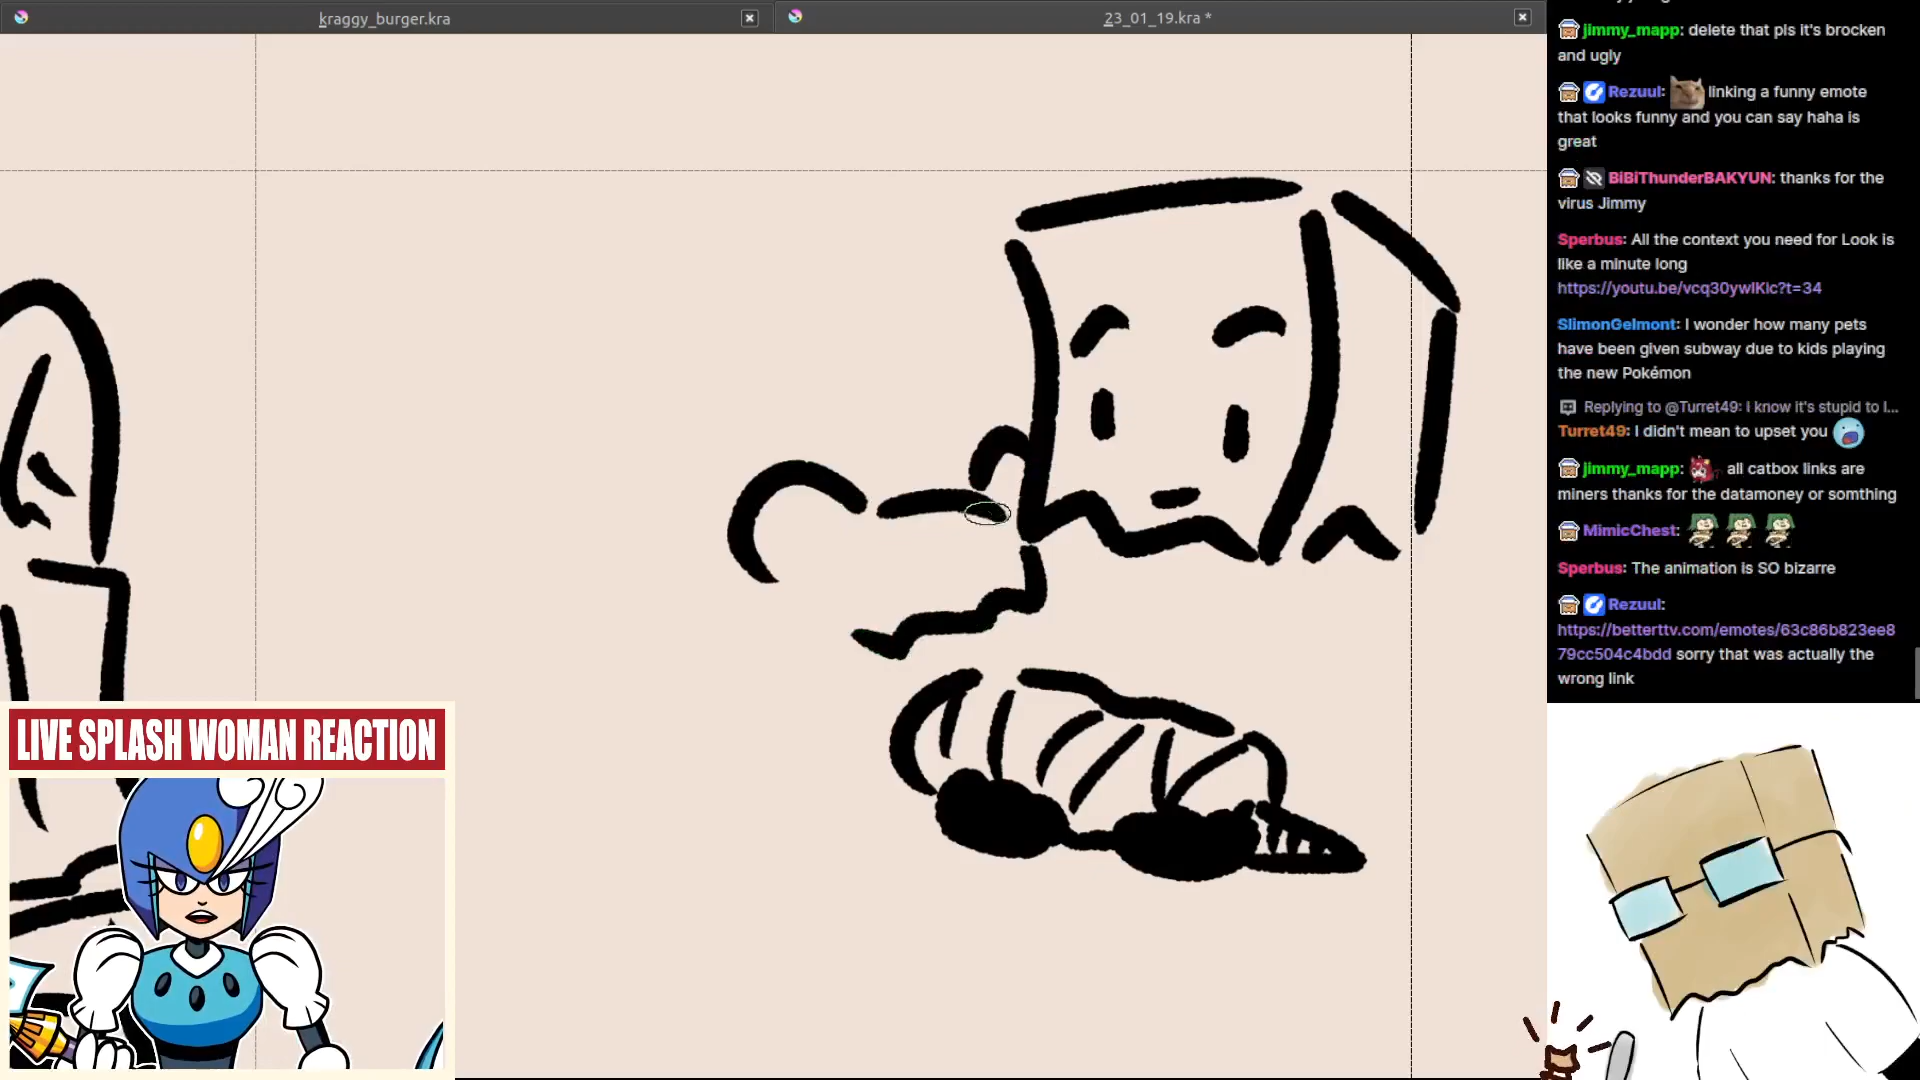 kraggy_burger.kra
23_01_19.kra *
jimmy_mapp: delete that pls it's brocken
and ugly
Rezuul: linking a funny emote
that looks funny and you can say haha is
great
BiBiThunderBAKYUN: thanks for the
virus Jimmy
Sperbus: All the context you need for Look is
like a minute long
https://youtu.be/vcq30ywIKic?t=34
SlimonGelmont: I wonder how many pets
have been given subway due to kids playing
the new Pokémon
Replying to @Turret49: I know it's stupid to l...
Turret49: I didn't mean to upset you
jimmy_mapp: all catbox links are
miners thanks for the datamoney or somthing
MimicChest:
Sperbus: The animation is SO bizarre
Rezuul:
https://betterttv.com/emotes/63c86b823ee8
79cc504c4bdd sorry that was actually the
wrong link
LIVE SPLASH WOMAN REACTION